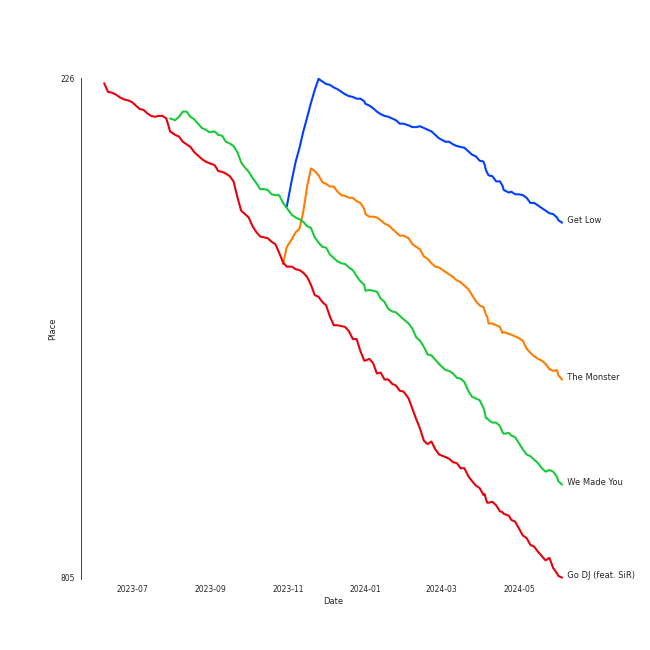 226
Get Low
Place
The Monster
We Made You
805
Go DJ (feat. SiR)
2023-07 2023-09 2023-11 2024-01 2024-03 2024-05
Date